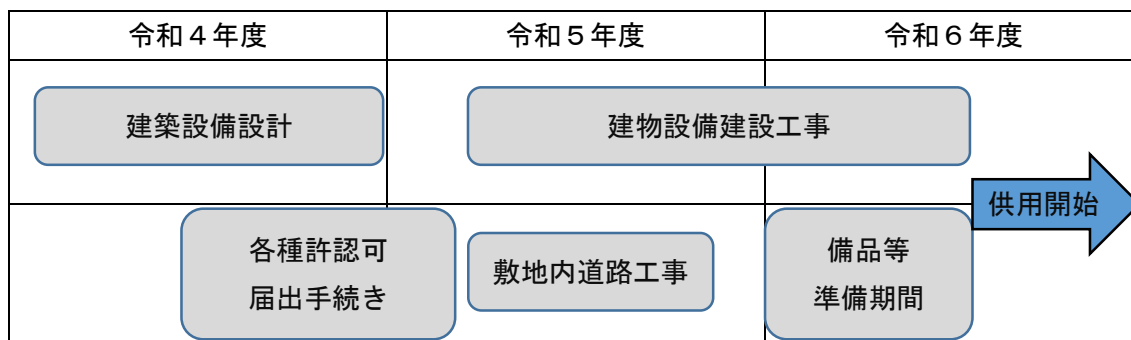 令和４年度
令和５年度
令和６年度
建築設備設計
建物設備建設工事
供用開始
各種許認可
届出手続き
敷地内道路工事
備品等
準備期間